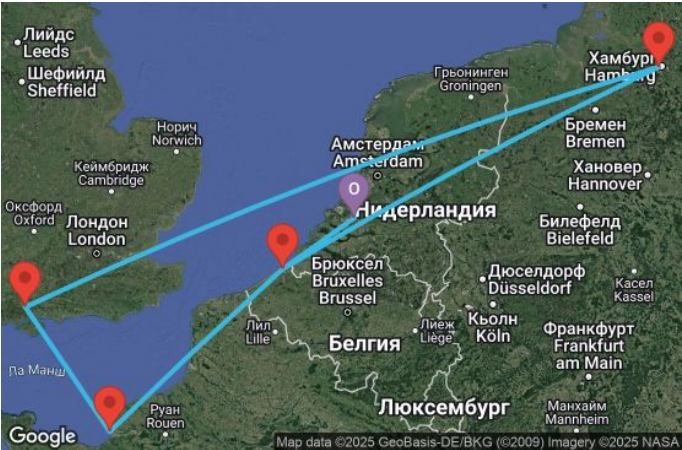 Лийдс
Leeds
Шефийлд
Sheffield
Норич
Norwich
Кеймбридж
Cambridge
Оксфорд
Oxford
Лондон
London
Ла Манш
Грьонинген
Groningen
Хамбург
Hamburg
Бремен
Bremen
Амстердам
Amsterdam
Хановер
Hannover
О
Нидерландия
Билефелд
Bielefeld
Брюксел
Bruxelles
Brussel
Дюселдорф
Düsseldorf
Касел
Kassel
Лил
Lille
Белгия
Лиеж
Liège
Кьолн
Köln
Франкфурт
Frankfurt
am Main
Люксембург
Руан
Rouen
Манхайм
Mannheim
Google
Map data ©2025 GeoBasis-DE/BKG (©2009) Imagery ©2025 NASA